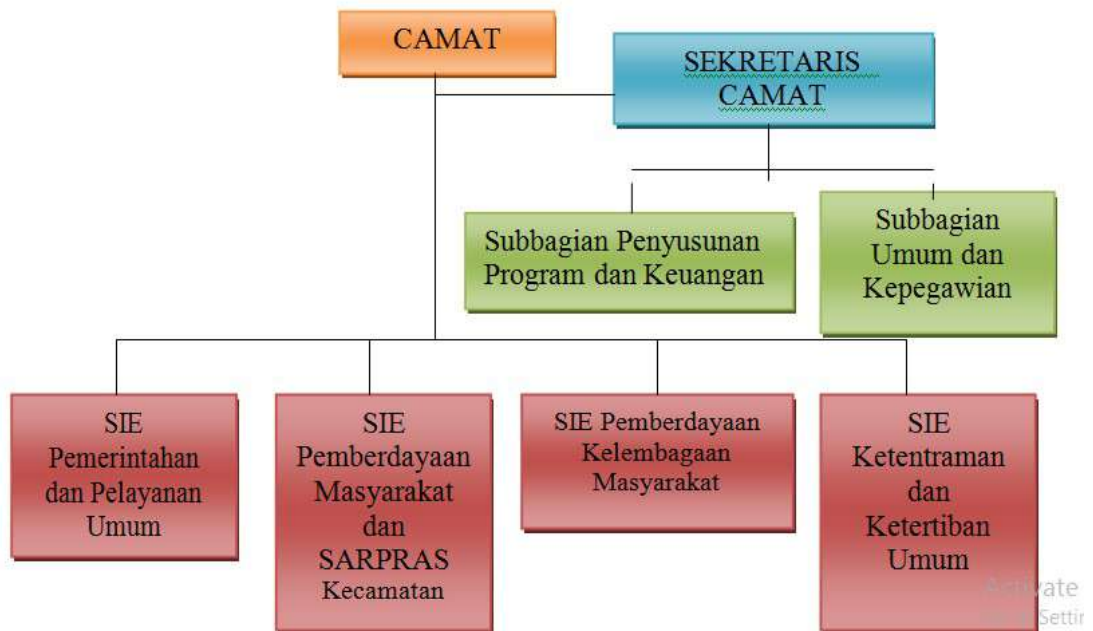 CAMAT
SEKRETARIS
CAMAT
Subbagian Penyusunan
Program dan Keuangan
Subbagian
Umum dan
Kepegawian
SIE
Pemerintahan
dan Pelayanan
Umum
SIE
Pemberdayaan
Masyarakat
dan
SARPRAS
Kecamatan
SIE Pemberdayaan
Kelembagaan
Masyarakat
SIE
Ketentraman
dan
Ketertiban
Umum